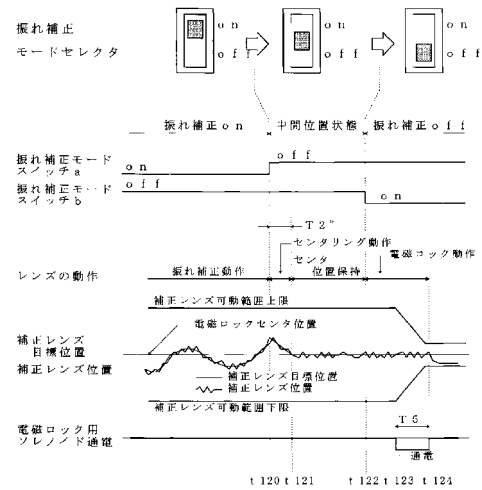 振れ補正
モードセレクタ
on
off
on
off
on
off
振れ補正on
中間位置状態
振れ補正off
振れ補正モード
スイッチa
on
off
振れ補正モード
スイッチb
off
on
T2"
センタリング動作
センタ
電磁ロック動作
レンズの動作
振れ補正動作
位置保持
補正レンズ可動範囲上限
電磁ロックセンタ位置
補正レンズ
目標位置
補正レンズ位置
補正レンズ目標位置
補正レンズ位置
補正レンズ可動範囲下限
T5
電磁ロック用
ソレノイド通電
通電
t120 t121
t122 t123 t124